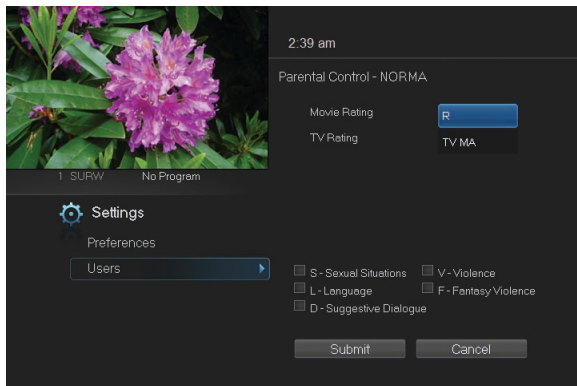 2:39 am
Parental Control - NORMA
Movie Rating R
TV Rating TV MA
1 SURW No Program
Settings
Preferences
Users
S - Sexual Situations V - Violence
L - Language F - Fantasy Violence
D - Suggestive Dialogue
Submit Cancel